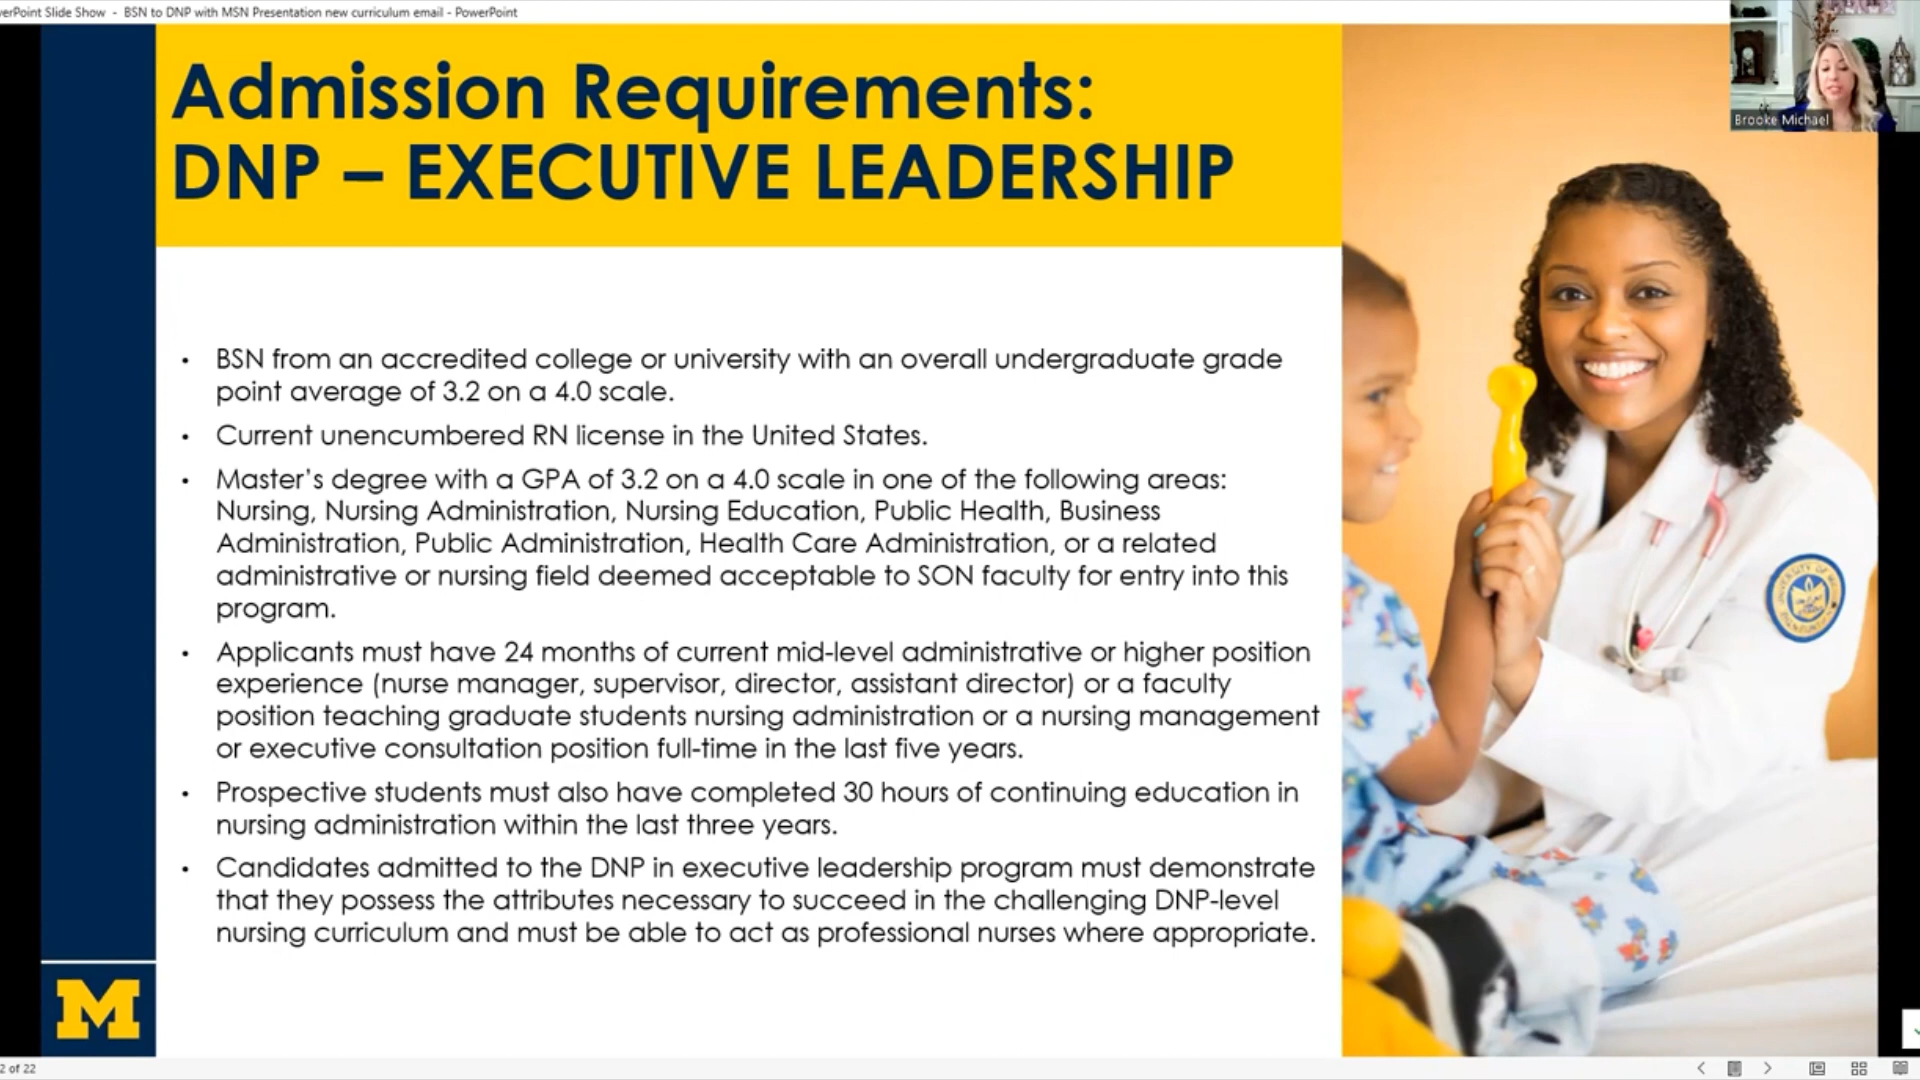 PowerPoint Slide Show - BSN to DNP with MSN Presentation new curriculum email - PowerPoint
Brooke Michael
Admission Requirements:
DNP – EXECUTIVE LEADERSHIP
• BSN from an accredited college or university with an overall undergraduate grade
point average of 3.2 on a 4.0 scale.
• Current unencumbered RN license in the United States.
• Master’s degree with a GPA of 3.2 on a 4.0 scale in one of the following areas:
Nursing, Nursing Administration, Nursing Education, Public Health, Business
Administration, Public Administration, Health Care Administration, or a related
administrative or nursing field deemed acceptable to SON faculty for entry into this
program.
• Applicants must have 24 months of current mid-level administrative or higher position
experience (nurse manager, supervisor, director, assistant director) or a faculty
position teaching graduate students nursing administration or a nursing management
or executive consultation position full-time in the last five years.
• Prospective students must also have completed 30 hours of continuing education in
nursing administration within the last three years.
• Candidates admitted to the DNP in executive leadership program must demonstrate
that they possess the attributes necessary to succeed in the challenging DNP-level
nursing curriculum and must be able to act as professional nurses where appropriate.
M
2 of 22